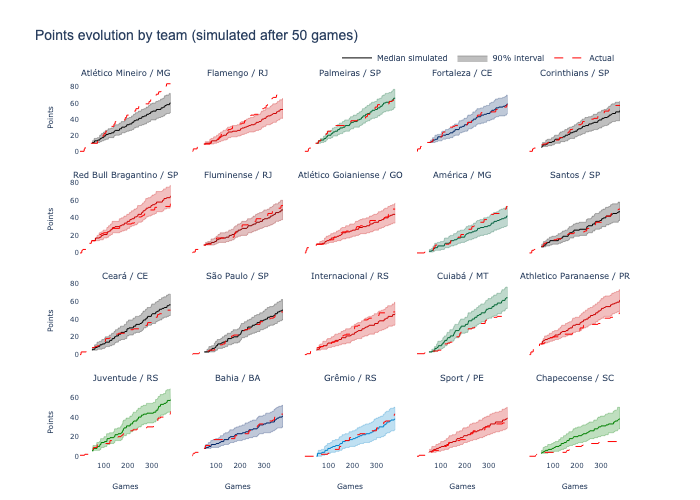 Points evolution by team (simulated after 50 games)
Median simulated 90% interval Actual
Atlético Mineiro / MG Flamengo / RJ Palmeiras / SP Fortaleza / CE Corinthians / SP
80
60
Points
40
20
0
Red Bull Bragantino / SP Fluminense / RJ Atlético Goianiense / GO América / MG Santos / SP
80
60
Points
40
20
0
Ceará / CE São Paulo / SP Internacional / RS Cuiabá / MT Athletico Paranaense / PR
80
60
Points
40
20
0
Juventude / RS Bahia / BA Grêmio / RS Sport / PE Chapecoense / SC
60
Points
40
20
0
100 200 300 100 200 300 100 200 300 100 200 300 100 200 300
Games Games Games Games Games